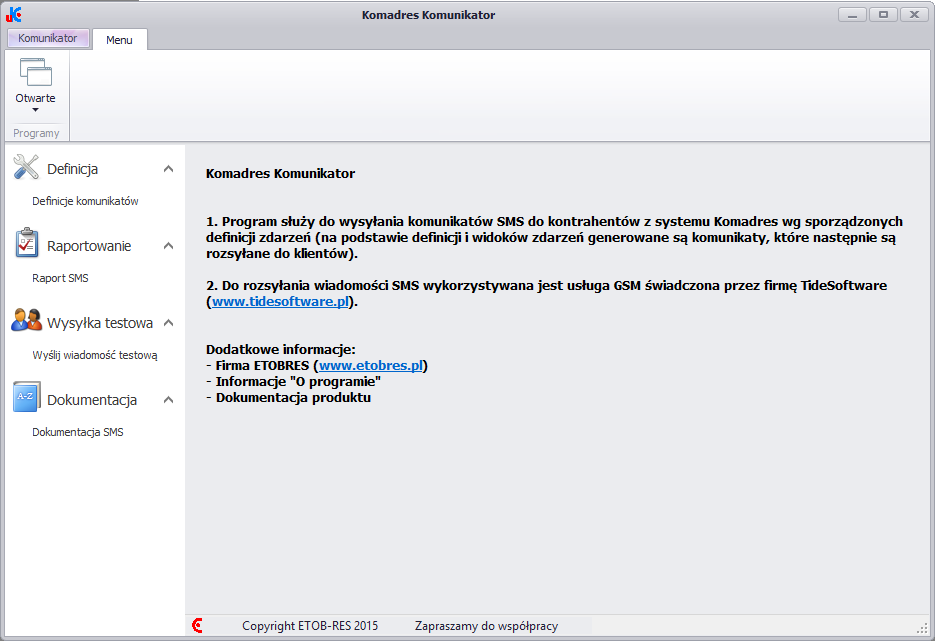 Komadres Komunikator
Komunikator
Menu
Otwarte
Programy
Definicja
Definicje komunikatów
Raportowanie
Raport SMS
Wysyłka testowa
Wyślij wiadomość testową
A-Z
Dokumentacja
Dokumentacja SMS
Komadres Komunikator
1. Program służy do wysyłania komunikatów SMS do kontrahentów z systemu Komadres wg sporządzonych
definicji zdarzeń (na podstawie definicji i widoków zdarzeń generowane są komunikaty, które następnie są
rozsyłane do klientów).
2. Do rozsyłania wiadomości SMS wykorzystywana jest usługa GSM świadczona przez firmę TideSoftware
(www.tidesoftware.pl).
Dodatkowe informacje:
- Firma ETOBRES (www.etobres.pl)
- Informacje "O programie"
- Dokumentacja produktu
Copyright ETOB-RES 2015
Zapraszamy do współpracy